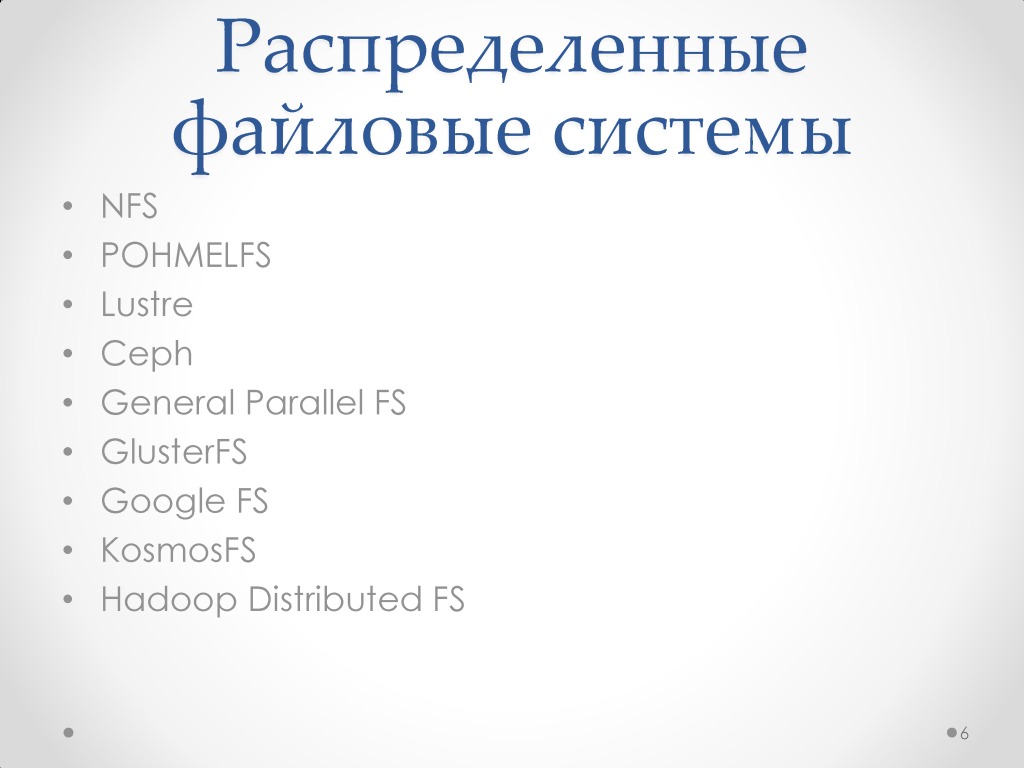 Распределенные
файловые системы
• NFS
• POHMELFS
• Lustre
• Ceph
• General Parallel FS
• GlusterFS
• Google FS
• KosmosFS
• Hadoop Distributed FS
6